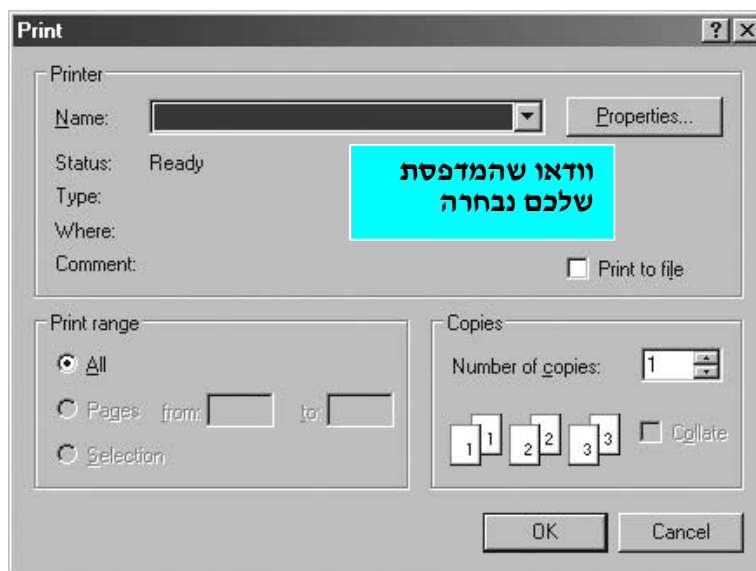 Print
Printer
Name:
Properties...
Status: Ready
Type:
Where:
Comment:
וודאו שהמדפסת
שלכם נבחרה
Print to file
Print range
All
Pages from: to:
Selection
Copies
Number of copies: 1
1 1 2 2 3 3
Collate
OK Cancel